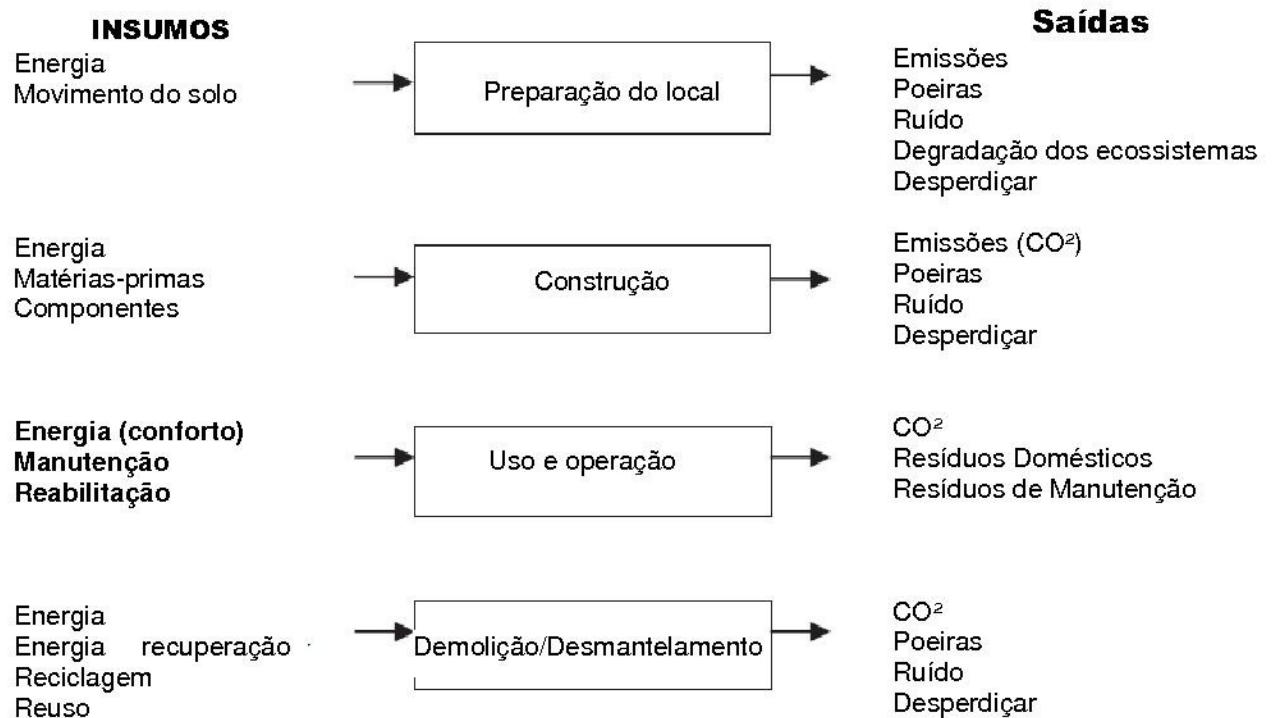 INSUMOS
Saídas
Energia
Movimento do solo
Preparação do local
Emissões
Poeiras
Ruído
Degradação dos ecossistemas
Desperdiçar
Energia
Matérias-primas
Componentes
Construção
Emissões (CO²)
Poeiras
Ruído
Desperdiçar
Energia (conforto)
Manutenção
Reabilitação
Uso e operação
CO²
Resíduos Domésticos
Resíduos de Manutenção
Energia
Energia recuperação
Reciclagem
Reuso
Demolição/Desmantelamento
CO²
Poeiras
Ruído
Desperdiçar